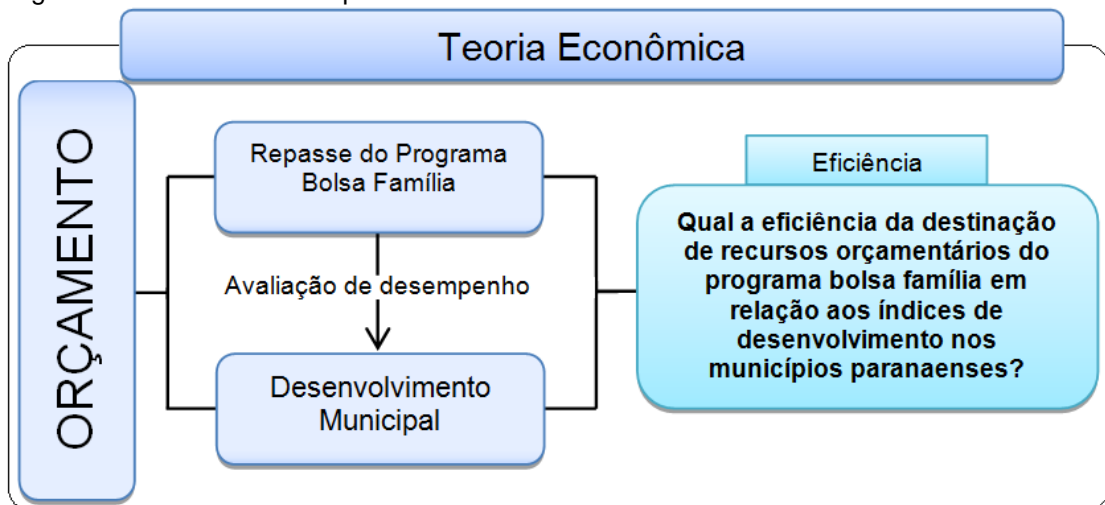 Teoria Econômica
ORÇAMENTO
Repasse do Programa
Bolsa Família
Avaliação de desempenho
Desenvolvimento
Municipal
Eficiência
Qual a eficiência da destinação
de recursos orçamentários do
programa bolsa família em
relação aos índices de
desenvolvimento nos
municípios paranaenses?